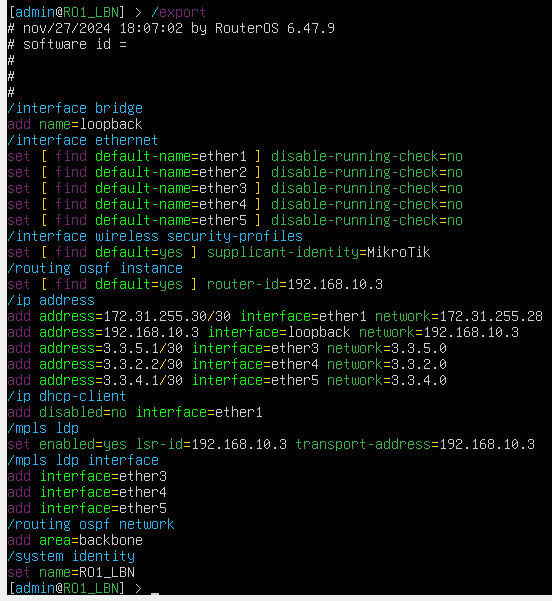 [admin@RO1_LBN] > /export
# nov/27/2024 18:07:02 by RouterOS 6.47.9
# software id =
#
#
#
/interface bridge
add name=loopback
/interface ethernet
set [ find default-name=ether1 ] disable-running-check=no
set [ find default-name=ether2 ] disable-running-check=no
set [ find default-name=ether3 ] disable-running-check=no
set [ find default-name=ether4 ] disable-running-check=no
set [ find default-name=ether5 ] disable-running-check=no
/interface wireless security-profiles
set [ find default=yes ] supplicant-identity=MikroTik
/routing ospf instance
set [ find default=yes ] router-id=192.168.10.3
/ip address
add address=172.31.255.30/30 interface=ether1 network=172.31.255.28
add address=192.168.10.3 interface=loopback network=192.168.10.3
add address=3.3.5.1/30 interface=ether3 network=3.3.5.0
add address=3.3.2.2/30 interface=ether4 network=3.3.2.0
add address=3.3.4.1/30 interface=ether5 network=3.3.4.0
/ip dhcp-client
add disabled=no interface=ether1
/mpls ldp
set enabled=yes lsr-id=192.168.10.3 transport-address=192.168.10.3
/mpls ldp interface
add interface=ether3
add interface=ether4
add interface=ether5
/routing ospf network
add area=backbone
/system identity
set name=RO1_LBN
[admin@RO1_LBN] > _